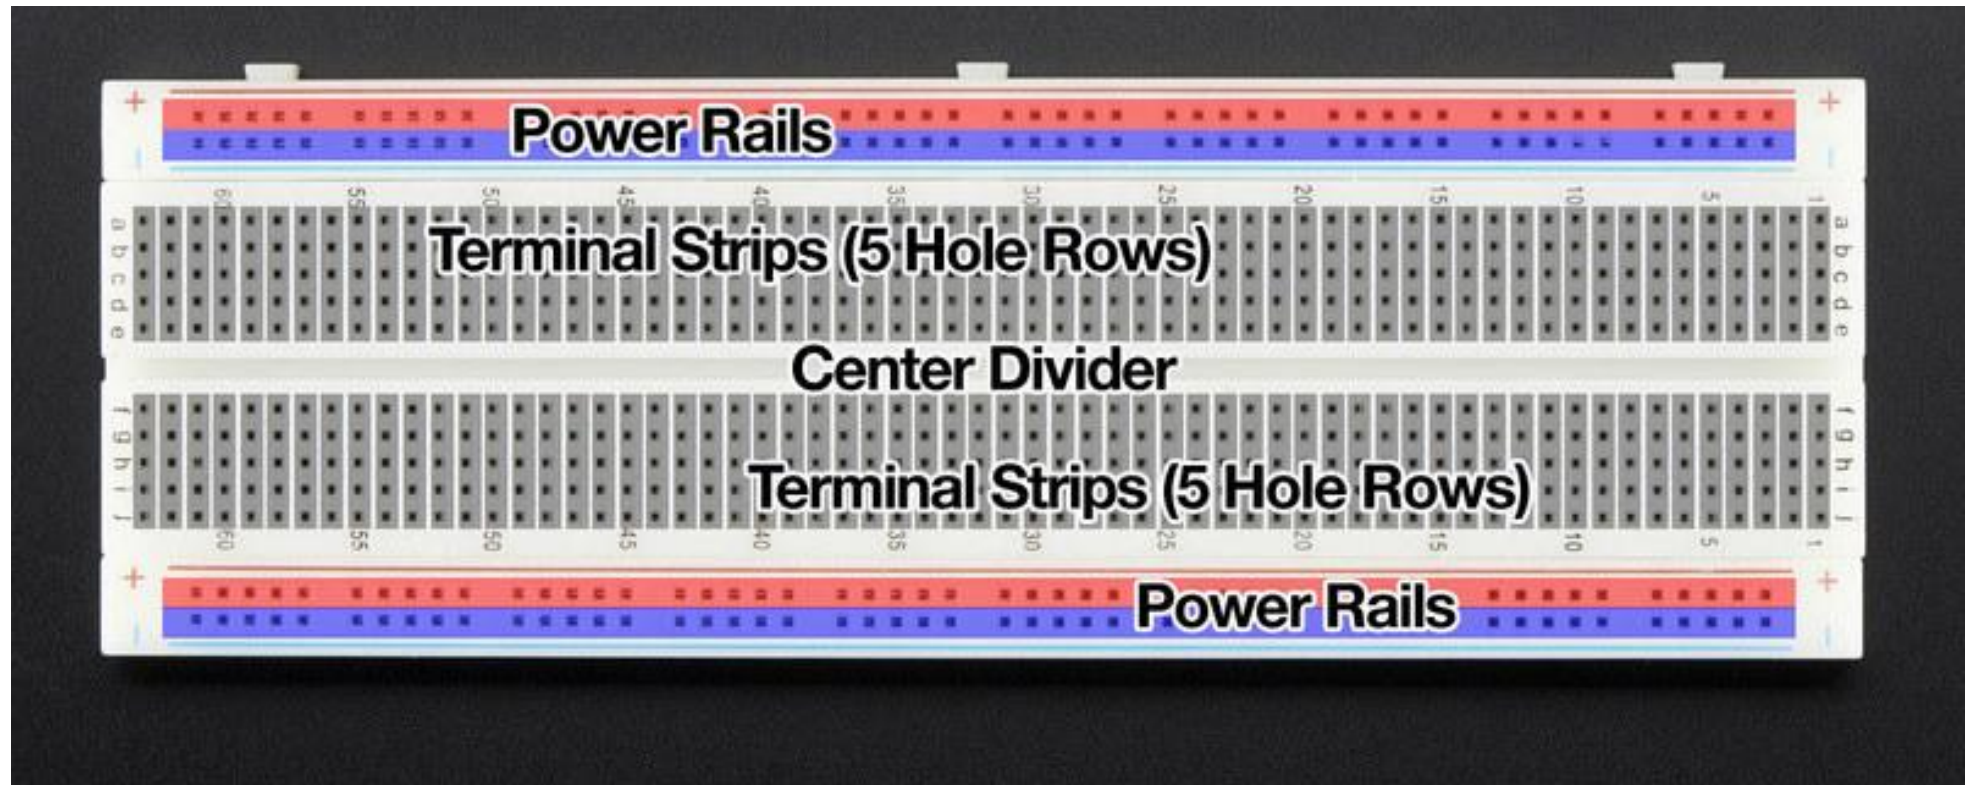 + Power Rails +
- -
60 55 50 45 40 35 30 25 20 15 10 5 1
a a
b b
c c
d d
e e
Terminal Strips (5 Hole Rows)
Center Divider
f f
g g
h h
i i
j j
Terminal Strips (5 Hole Rows)
60 55 50 45 40 35 30 25 20 15 10 5 1
+ Power Rails +
- -